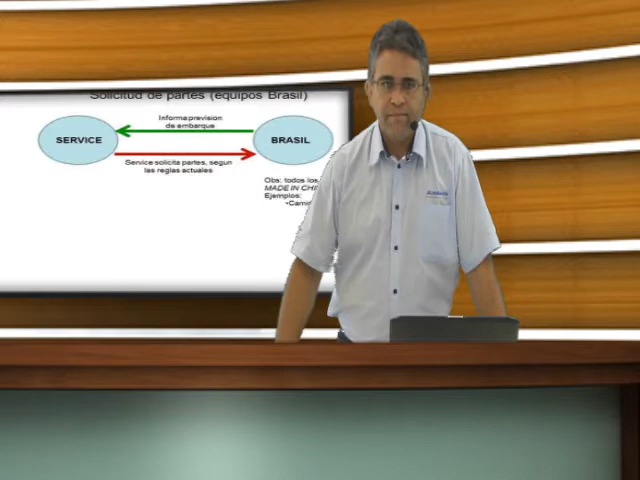 Solicitud de partes (equipos Brasil)
Informa prevision
de embarque
SERVICE
BRASIL
Service solicita partes, segun
las reglas actuales
Obs: todos los
MADE IN CHI
Ejemplos:
•Cami